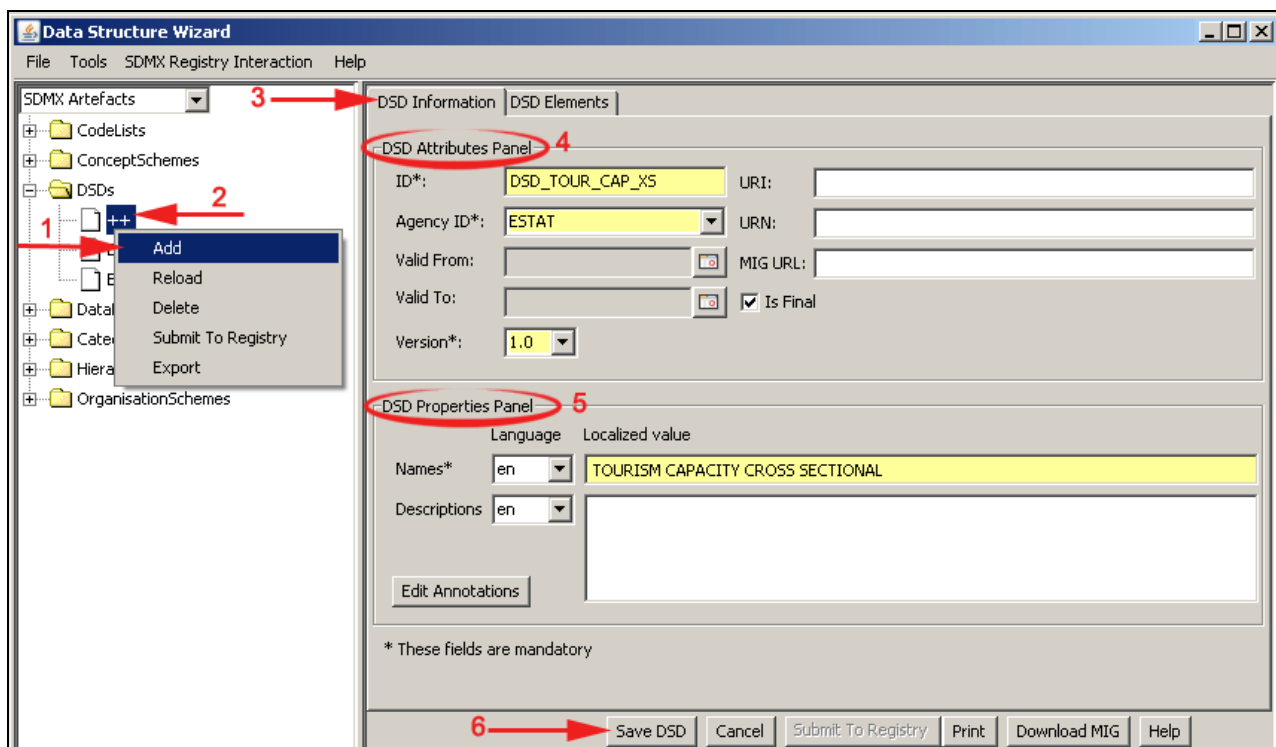 Data Structure Wizard
File Tools SDMX Registry Interaction Help
SDMX Artefacts
3
DSD Information
DSD Elements
CodeLists
ConceptSchemes
DSDs
1
++
2
Add
Reload
Delete
Submit To Registry
Export
OrganisationSchemes
DSD Attributes Panel 4
ID*: DSD_TOUR_CAP_XS URI:
Agency ID*: ESTAT URN:
Valid From: MIG URL:
Valid To: Is Final
Version*: 1.0
DSD Properties Panel 5
Language Localized value
Names* en TOURISM CAPACITY CROSS SECTIONAL
Descriptions en
Edit Annotations
* These fields are mandatory
6 Save DSD Cancel Submit To Registry Print Download MIG Help